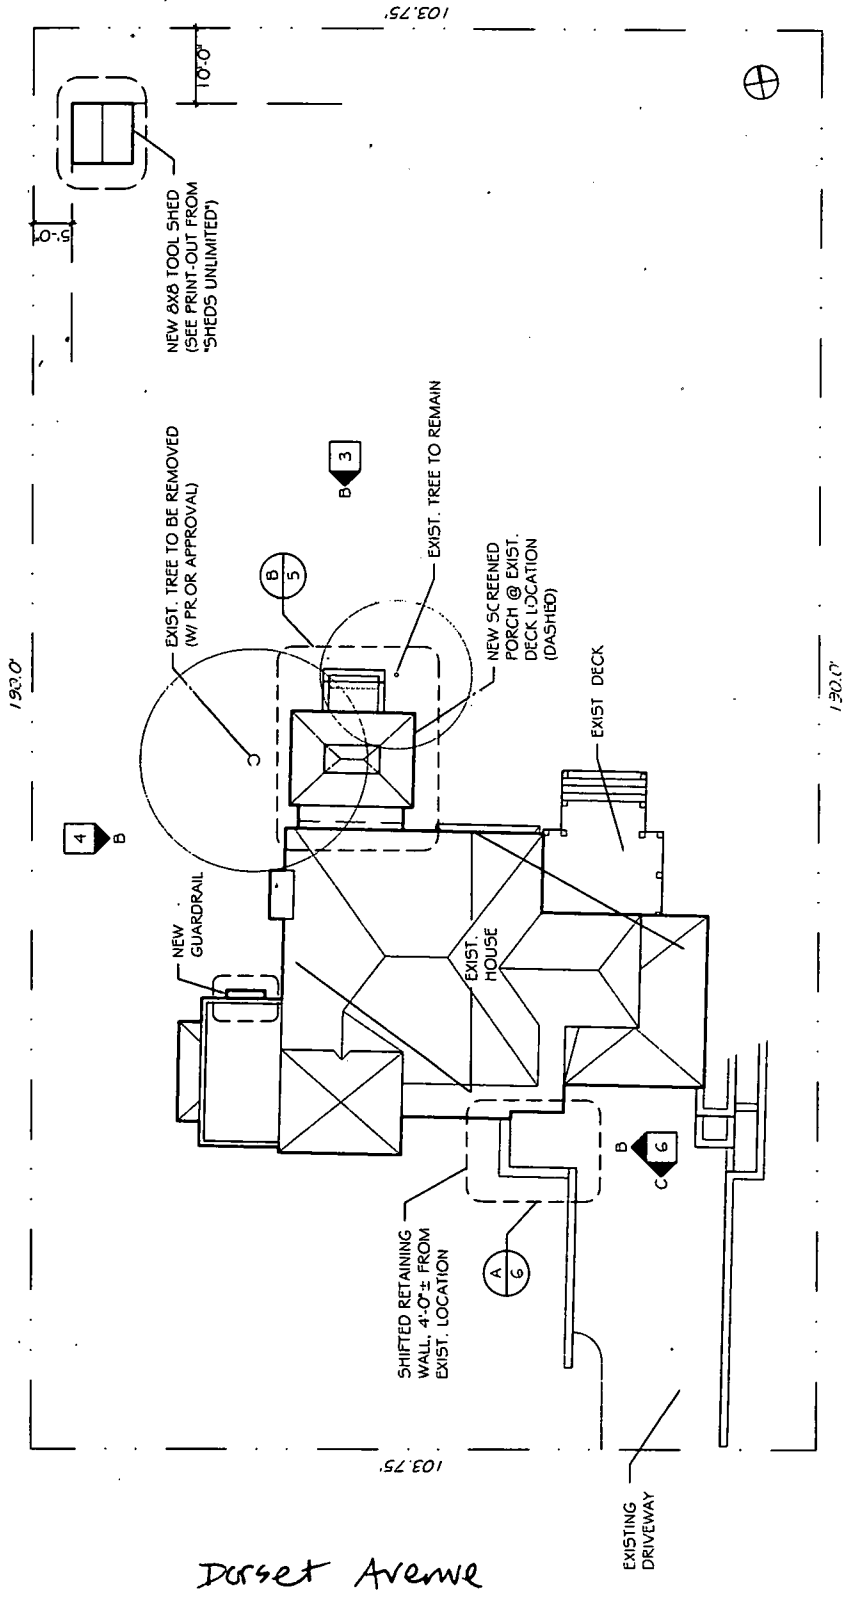 103.75'
10'-0"
5'-0"
NEW 8X8 TOOL SHED
(SEE PRINT-OUT FROM
"SHEDS UNLIMITED")
EXIST. TREE TO BE REMOVED
(W/ PR.OR APPROVAL)
3
B
EXIST. TREE TO REMAIN
B
5
NEW SCREENED
PORCH @ EXIST.
DECK LOCATION
(DASHED)
190.0'
190.0'
EXIST DECK
4
B
NEW
GUARDRAIL
EXIST.
HOUSE
B
6
C
SHIFTED RETAINING
WALL, 4'-0"± FROM
EXIST. LOCATION
A
6
103.75'
EXISTING
DRIVEWAY
Dorset Avenue